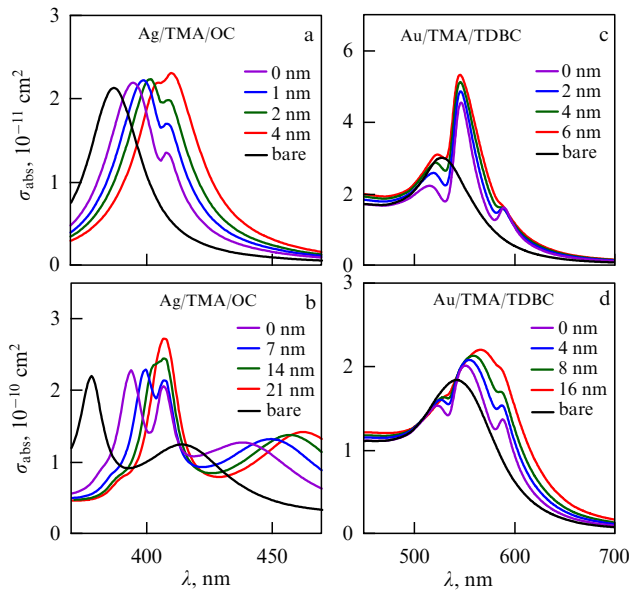 Ag/TMA/OC a
0 nm
1 nm
2 nm
4 nm
bare
σabs, 10⁻¹¹ cm²
3
2
1
0
Au/TMA/TDBC c
0 nm
2 nm
4 nm
6 nm
bare
6
4
2
0
Ag/TMA/OC b
0 nm
7 nm
14 nm
21 nm
bare
σabs, 10⁻¹⁰ cm²
3
2
1
0
400 450
λ, nm
Au/TMA/TDBC d
0 nm
4 nm
8 nm
16 nm
bare
3
2
1
0
500 600 700
λ, nm